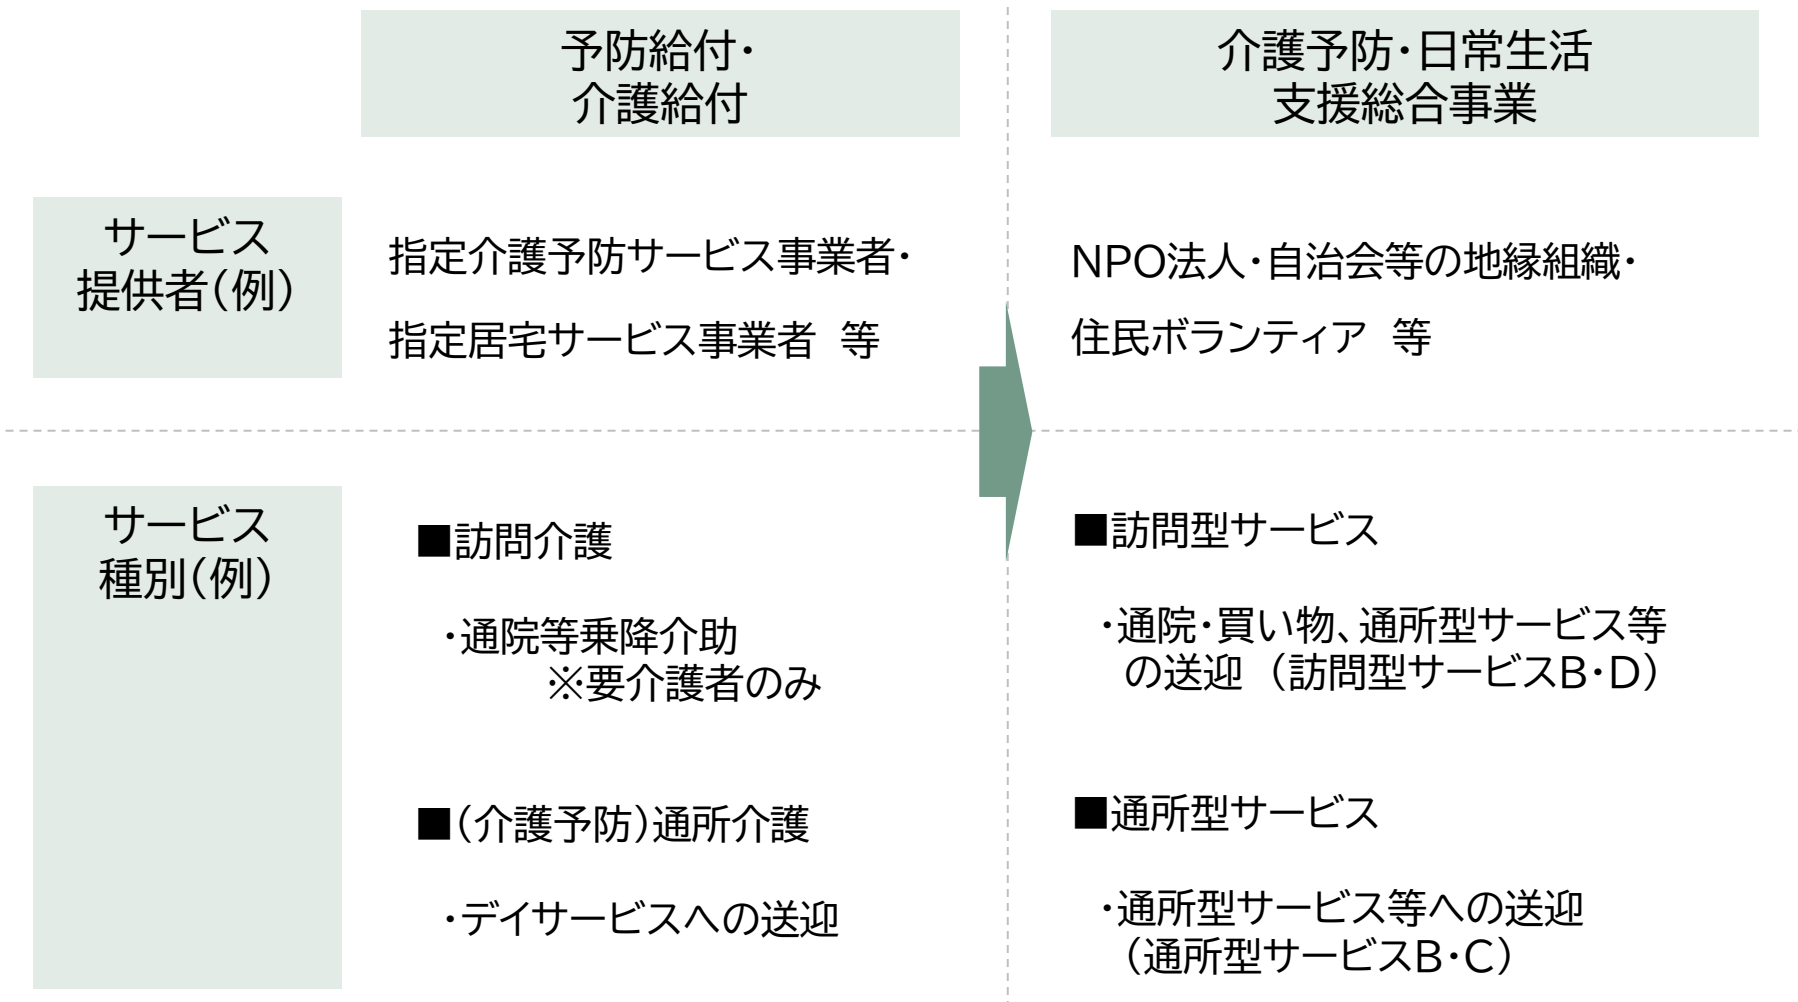 予防給付・
介護給付
介護予防・日常生活
支援総合事業
サービス
提供者(例)
指定介護予防サービス事業者・
指定居宅サービス事業者 等
NPO法人・自治会等の地縁組織・
住民ボランティア 等
サービス
種別(例)
■訪問介護
・通院等乗降介助
※要介護者のみ
■(介護予防)通所介護
・デイサービスへの送迎
■訪問型サービス
・通院・買い物、通所型サービス等
の送迎 (訪問型サービスB・D)
■通所型サービス
・通所型サービス等への送迎
(通所型サービスB・C)